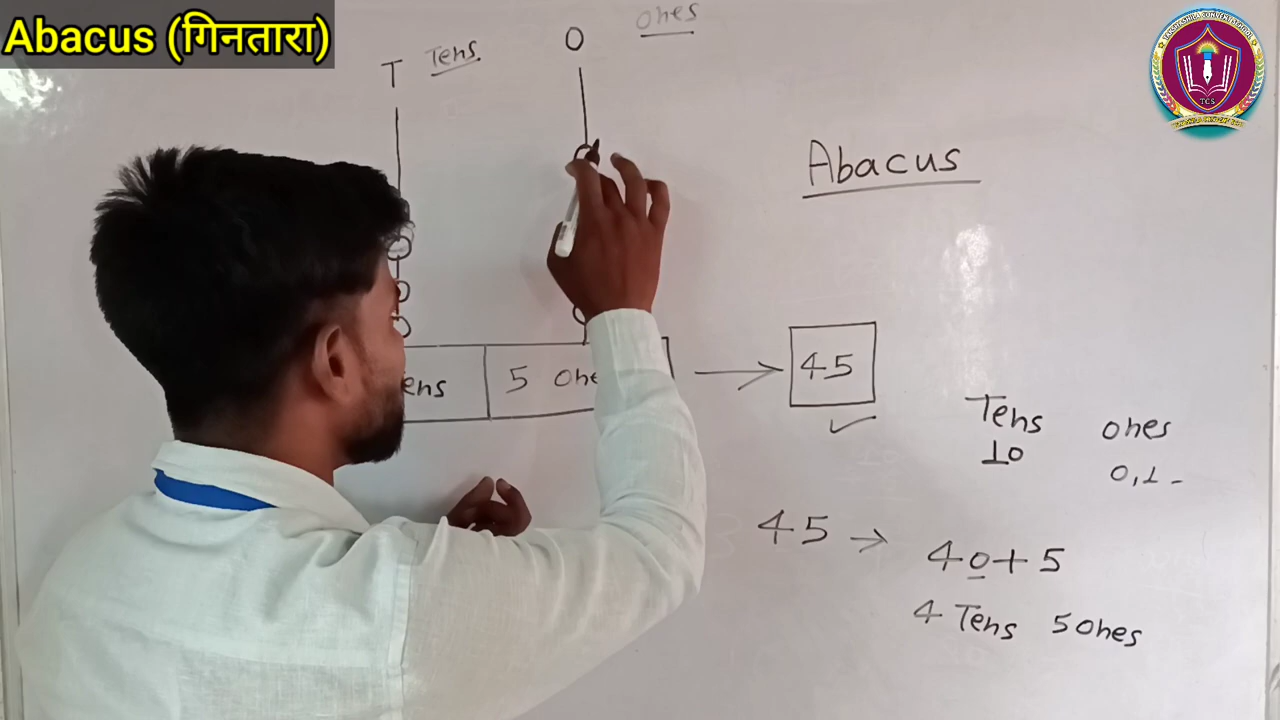 Abacus (गिनतारा)
T Tens O ones
Abacus
5 One
45
Tens ones
10 0,1-
45 → 40+5
4 Tens 5 Ones
TCS